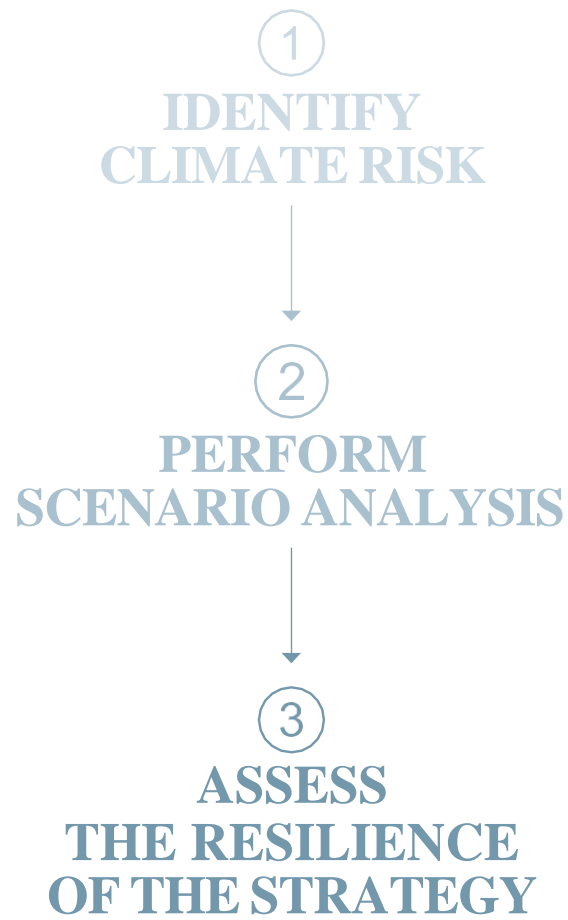 1
IDENTIFY
CLIMATE RISK
2
PERFORM
SCENARIO ANALYSIS
3
ASSESS
THE RESILIENCE
OF THE STRATEGY